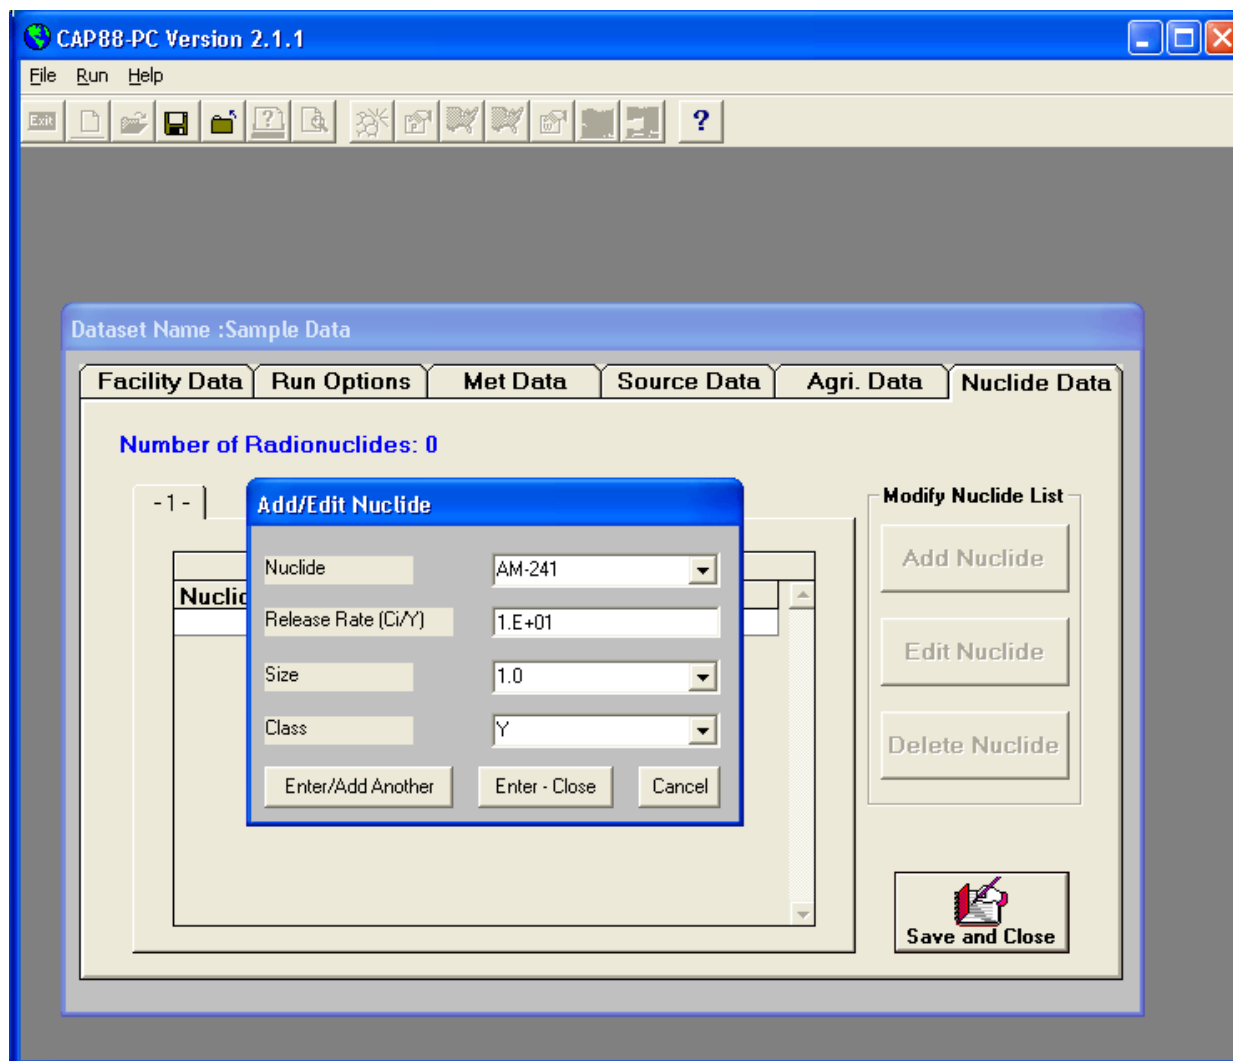 CAP88-PC Version 2.1.1
File Run Help
Exit
Dataset Name :Sample Data
Facility Data Run Options Met Data Source Data Agri. Data Nuclide Data
Number of Radionuclides: 0
- 1 -
Add/Edit Nuclide
Modify Nuclide List
Nuclide AM-241
Add Nuclide
Release Rate (Ci/Y) 1.E+01
Edit Nuclide
Size 1.0
Class Y
Delete Nuclide
Enter/Add Another Enter - Close Cancel
Save and Close